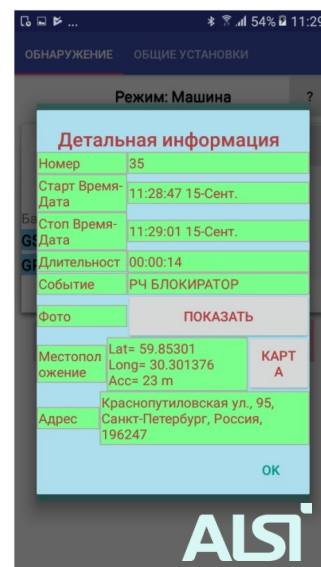 54% 11:29
ОБНАРУЖЕНИЕ ОБЩИЕ УСТАНОВКИ
Режим: Машина ?
Детальная информация
Номер 35
Старт Время-
Дата
11:28:47 15-Сент.
Стоп Время-
Дата
11:29:01 15-Сент.
Длительност 00:00:14
Событие РЧ БЛОКИРАТОР
Фото ПОКАЗАТЬ
Местопол
ожение
Lat= 59.85301
Long= 30.301376
Acc= 23 m
КАРТ
А
Адрес
Краснопутиловская ул., 95,
Санкт-Петербург, Россия,
196247
OK
ALSI